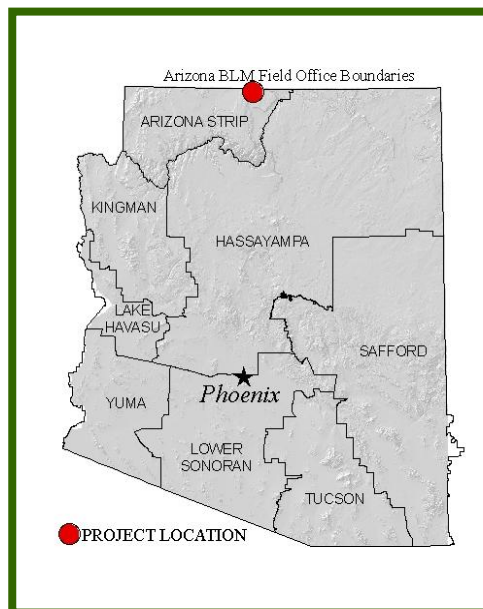 Arizona BLM Field Office Boundaries
ARIZONA STRIP
KINGMAN
HASSAYAMPA
LAKE
HAVASU
SAFFORD
Phoenix
YUMA
LOWER
SONORAN
TUCSON
PROJECT LOCATION